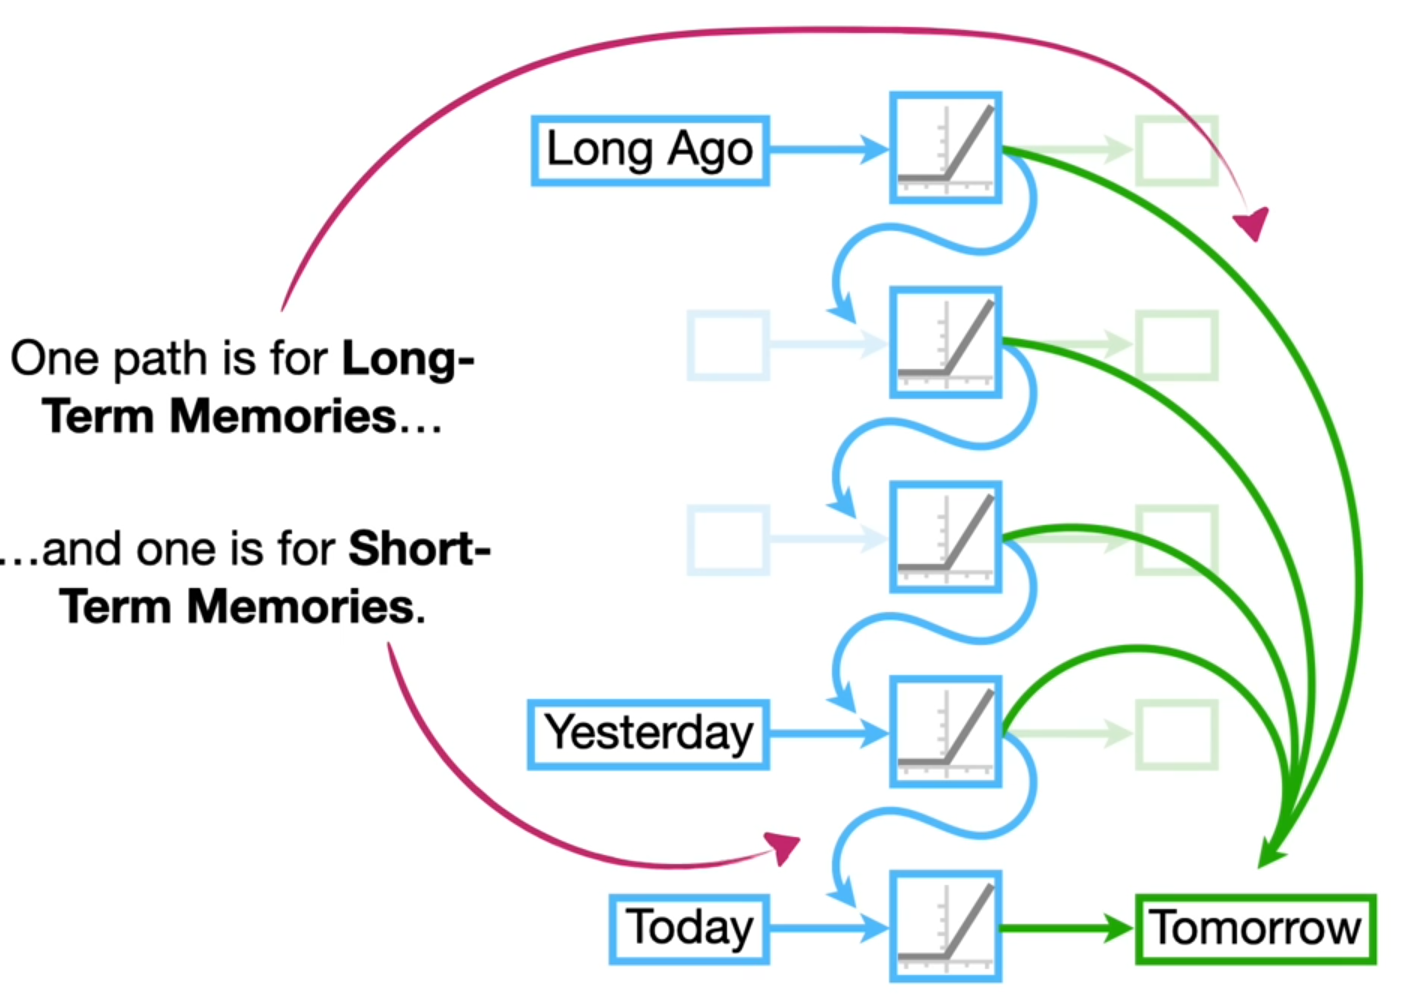 Long Ago
One path is for Long-
Term Memories...
...and one is for Short-
Term Memories.
Yesterday
Today
Tomorrow